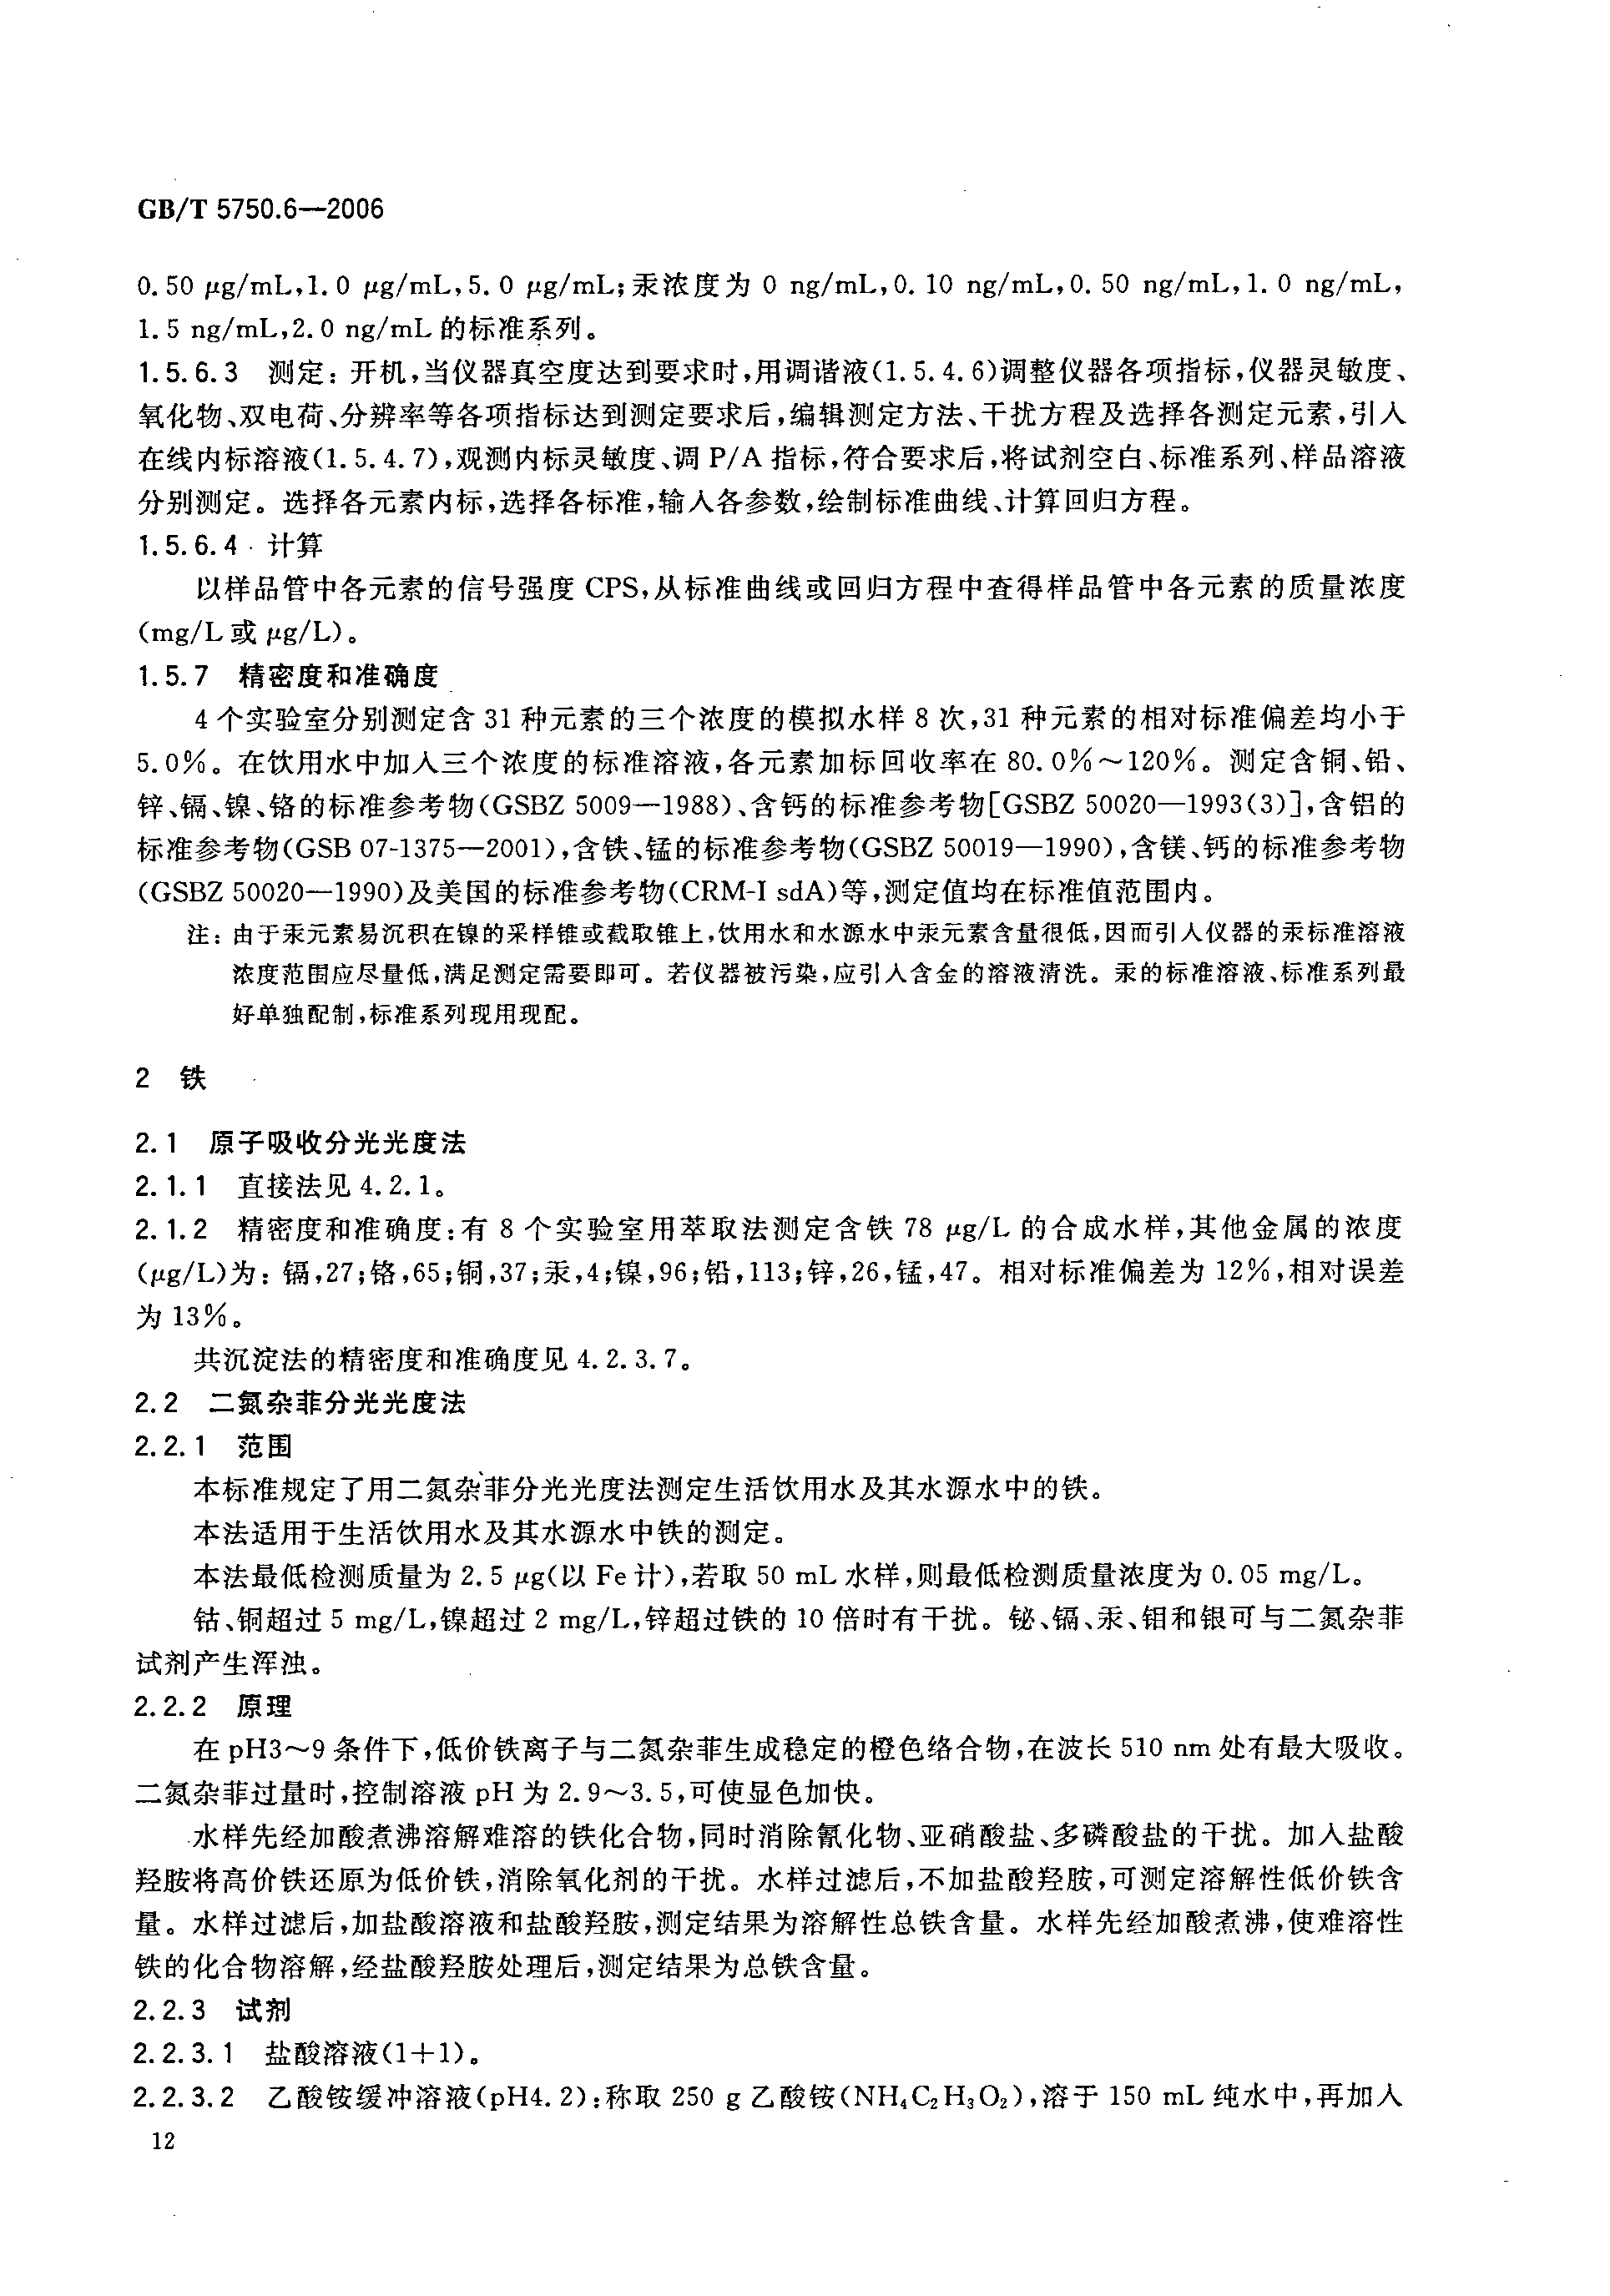 GB/T 5750.6—2006
0.50 μg/mL,1.0 μg/mL,5.0 μg/mL;汞浓度为 0 ng/mL,0.10 ng/mL,0.50 ng/mL,1.0 ng/mL,
1.5 ng/mL,2.0 ng/mL 的标准系列。
1.5.6.3 测定:开机,当仪器真空度达到要求时,用调谐液(1.5.4.6)调整仪器各项指标,仪器灵敏度、
氧化物、双电荷、分辨率等各项指标达到测定要求后,编辑测定方法、干扰方程及选择各测定元素,引入
在线内标溶液(1.5.4.7),观测内标灵敏度、调 P/A 指标,符合要求后,将试剂空白、标准系列、样品溶液
分别测定。选择各元素内标,选择各标准,输入各参数,绘制标准曲线、计算回归方程。
1.5.6.4 计算
以样品管中各元素的信号强度 CPS,从标准曲线或回归方程中查得样品管中各元素的质量浓度
(mg/L 或 μg/L)。
1.5.7 精密度和准确度
4 个实验室分别测定含 31 种元素的三个浓度的模拟水样 8 次,31 种元素的相对标准偏差均小于
5.0%。在饮用水中加入三个浓度的标准溶液,各元素加标回收率在 80.0%～120%。测定含铜、铅、
锌、镉、镍、铬的标准参考物(GSBZ 5009—1988)、含钙的标准参考物[GSBZ 50020—1993(3)],含铝的
标准参考物(GSB 07-1375—2001),含铁、锰的标准参考物(GSBZ 50019—1990),含镁、钙的标准参考物
(GSBZ 50020—1990)及美国的标准参考物(CRM-I sdA)等,测定值均在标准值范围内。
注:由于汞元素易沉积在镍的采样锥或截取锥上,饮用水和水源水中汞元素含量很低,因而引入仪器的汞标准溶液
浓度范围应尽量低,满足测定需要即可。若仪器被污染,应引入含金的溶液清洗。汞的标准溶液、标准系列最
好单独配制,标准系列现用现配。
2 铁
2.1 原子吸收分光光度法
2.1.1 直接法见 4.2.1。
2.1.2 精密度和准确度:有 8 个实验室用萃取法测定含铁 78 μg/L 的合成水样,其他金属的浓度
(μg/L)为:镉,27;铬,65;铜,37;汞,4;镍,96;铅,113;锌,26,锰,47。相对标准偏差为 12%,相对误差
为 13%。
共沉淀法的精密度和准确度见 4.2.3.7。
2.2 二氮杂菲分光光度法
2.2.1 范围
本标准规定了用二氮杂菲分光光度法测定生活饮用水及其水源水中的铁。
本法适用于生活饮用水及其水源水中铁的测定。
本法最低检测质量为 2.5 μg(以 Fe 计),若取 50 mL 水样,则最低检测质量浓度为 0.05 mg/L。
钴、铜超过 5 mg/L,镍超过 2 mg/L,锌超过铁的 10 倍时有干扰。铋、镉、汞、钼和银可与二氮杂菲
试剂产生浑浊。
2.2.2 原理
在 pH3～9 条件下,低价铁离子与二氮杂菲生成稳定的橙色络合物,在波长 510 nm 处有最大吸收。
二氮杂菲过量时,控制溶液 pH 为 2.9～3.5,可使显色加快。
水样先经加酸煮沸溶解难溶的铁化合物,同时消除氰化物、亚硝酸盐、多磷酸盐的干扰。加入盐酸
羟胺将高价铁还原为低价铁,消除氧化剂的干扰。水样过滤后,不加盐酸羟胺,可测定溶解性低价铁含
量。水样过滤后,加盐酸溶液和盐酸羟胺,测定结果为溶解性总铁含量。水样先经加酸煮沸,使难溶性
铁的化合物溶解,经盐酸羟胺处理后,测定结果为总铁含量。
2.2.3 试剂
2.2.3.1 盐酸溶液(1+1)。
2.2.3.2 乙酸铵缓冲溶液(pH4.2):称取 250 g 乙酸铵(NH₄C₂H₃O₂),溶于 150 mL 纯水中,再加入
12